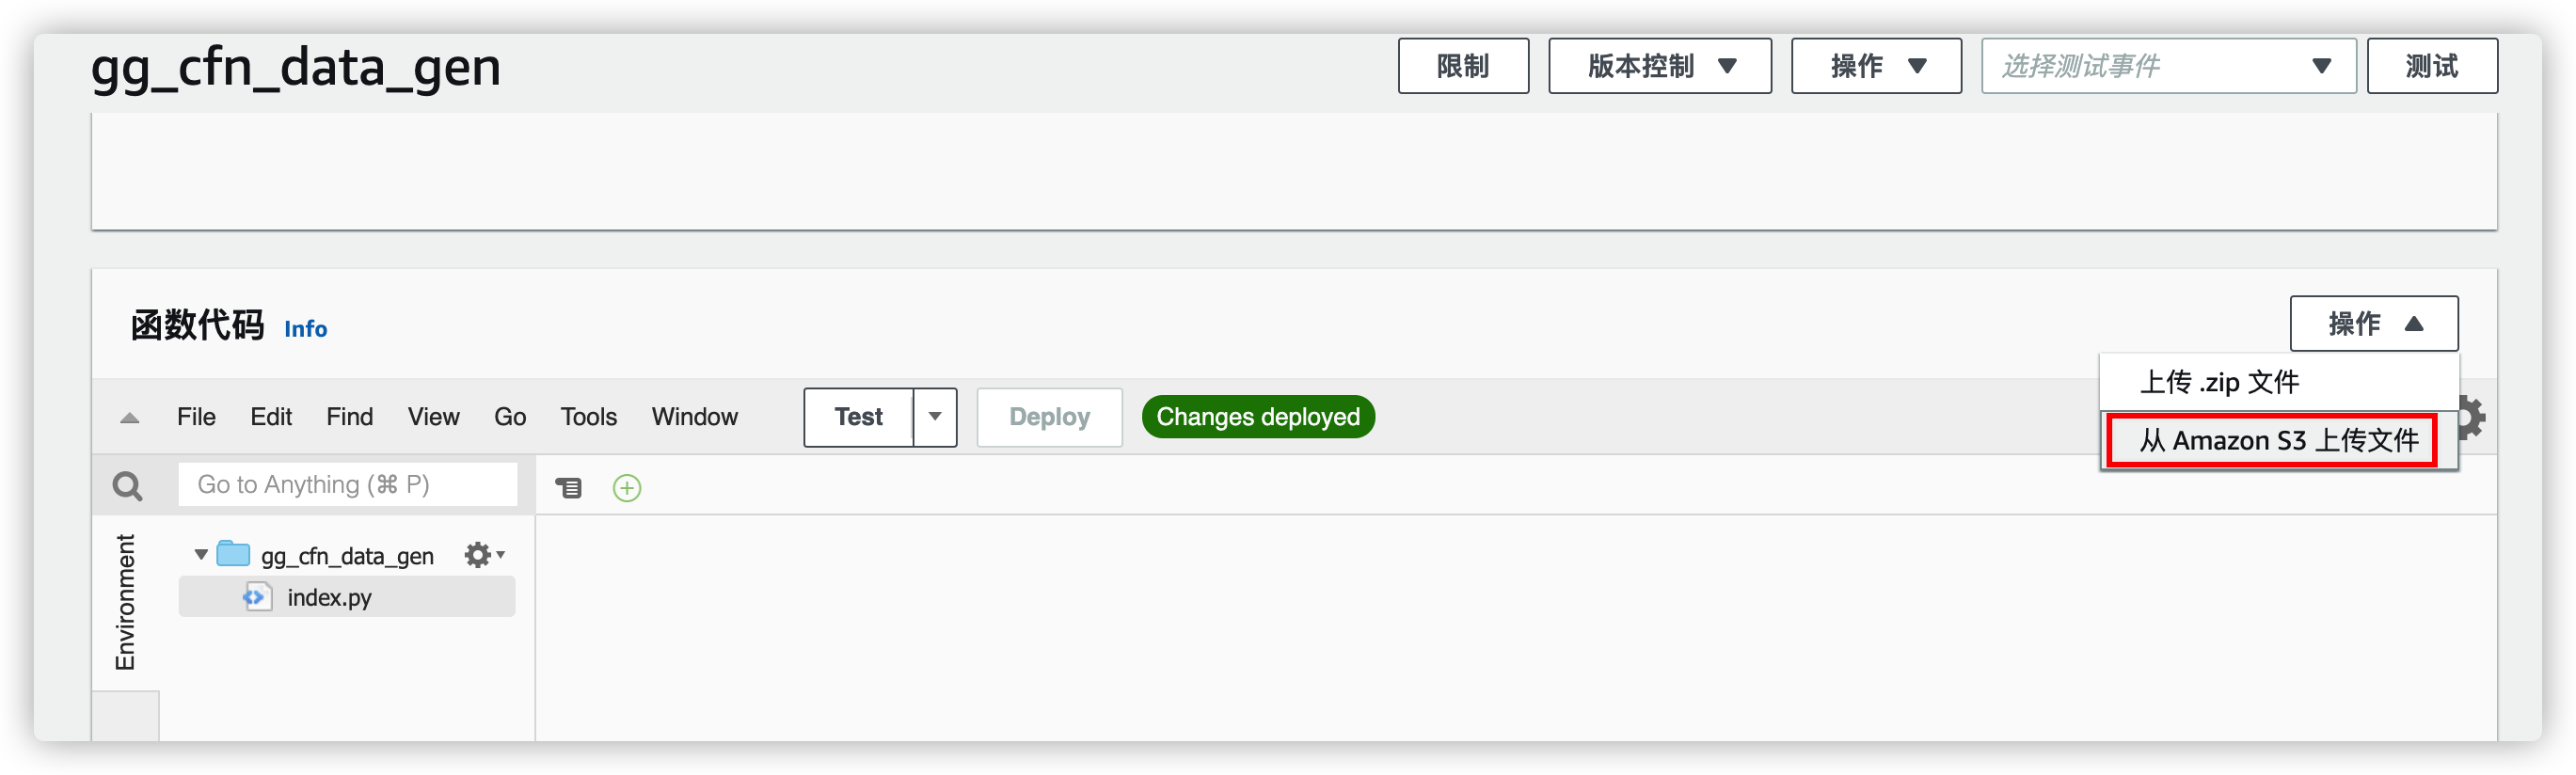 gg_cfn_data_gen 限制 版本控制 操作 选择测试事件 测试
函数代码 Info 操作
上传 .zip 文件
从 Amazon S3 上传文件
File Edit Find View Go Tools Window Test Deploy Changes deployed
Go to Anything (⌘ P)
Environment
gg_cfn_data_gen
index.py